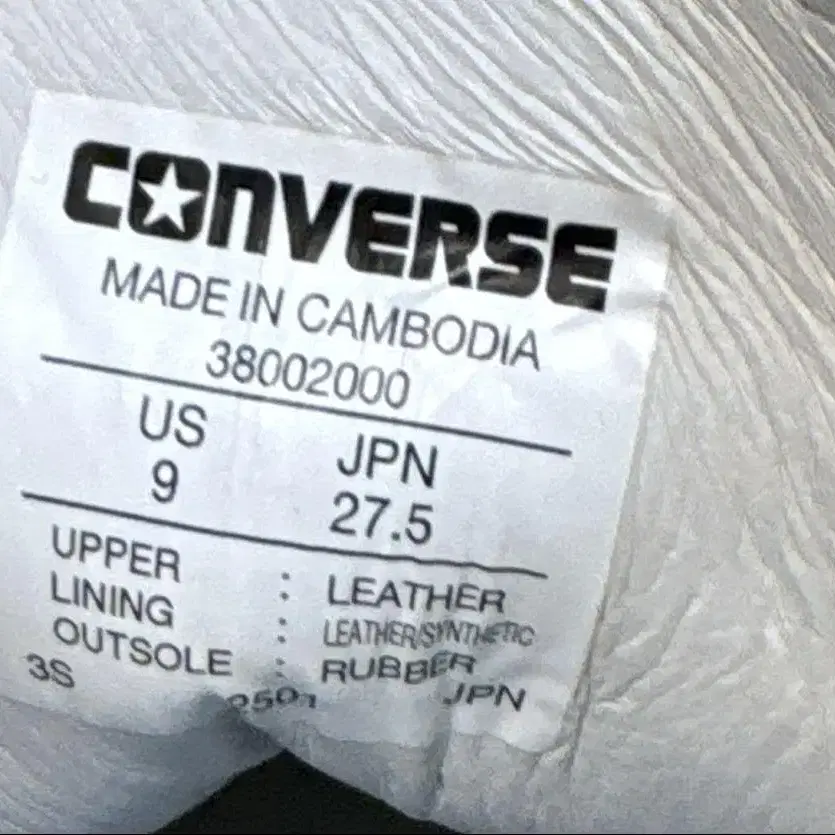 CONVERSE
MADE IN CAMBODIA
38002000
US JPN
9 27.5
UPPER : LEATHER
LINING : LEATHER/SYNTHETIC
OUTSOLE : RUBBER
3S 2501 JPN